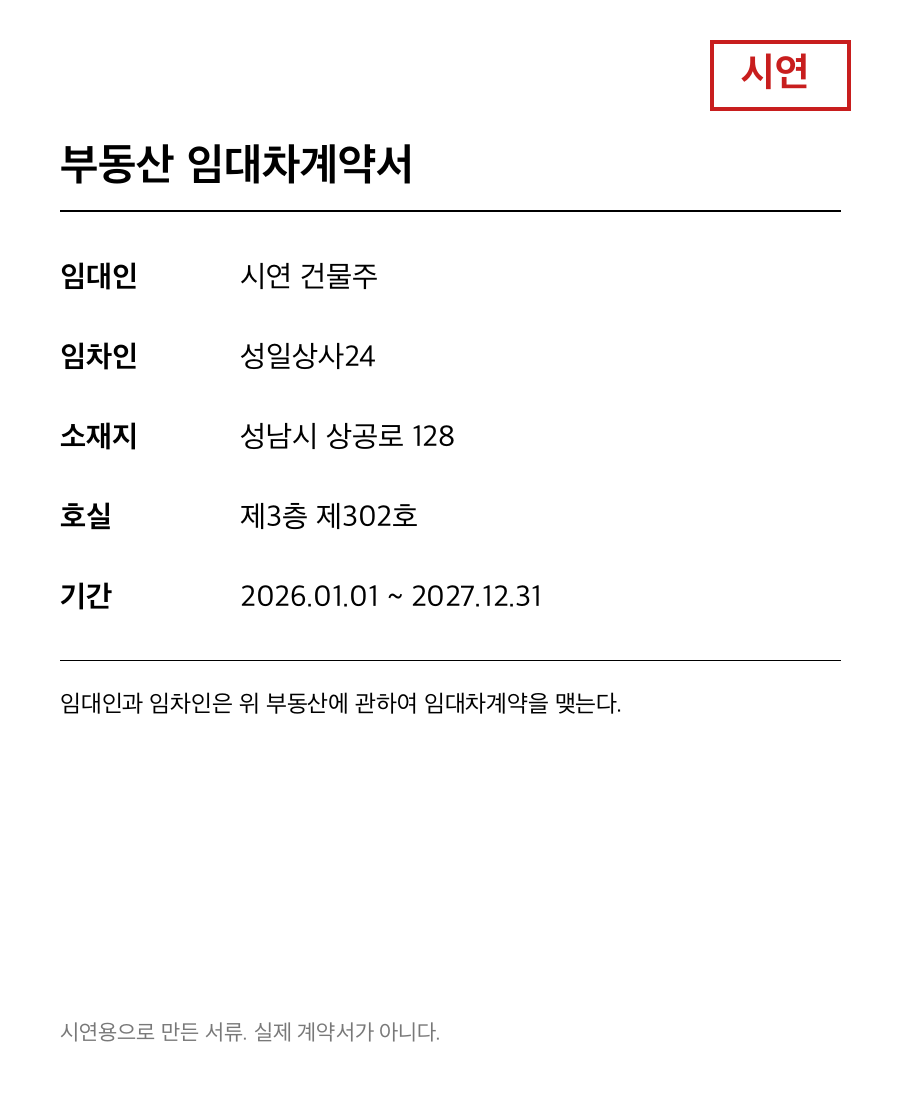 시연
부동산 임대차계약서
임대인 시연 건물주
임차인 성일상사24
소재지 성남시 상공로 128
호실 제3층 제302호
기간 2026.01.01 ~ 2027.12.31
임대인과 임차인은 위 부동산에 관하여 임대차계약을 맺는다.
시연용으로 만든 서류. 실제 계약서가 아니다.